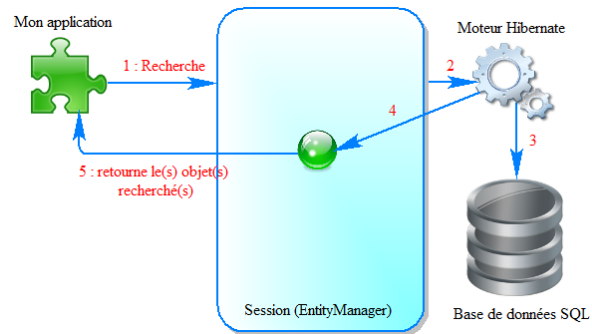 Mon application
Moteur Hibernate
1 : Recherche
2
4
3
5 : retourne le(s) objet(s)
recherché(s)
Session (EntityManager)
Base de données SQL